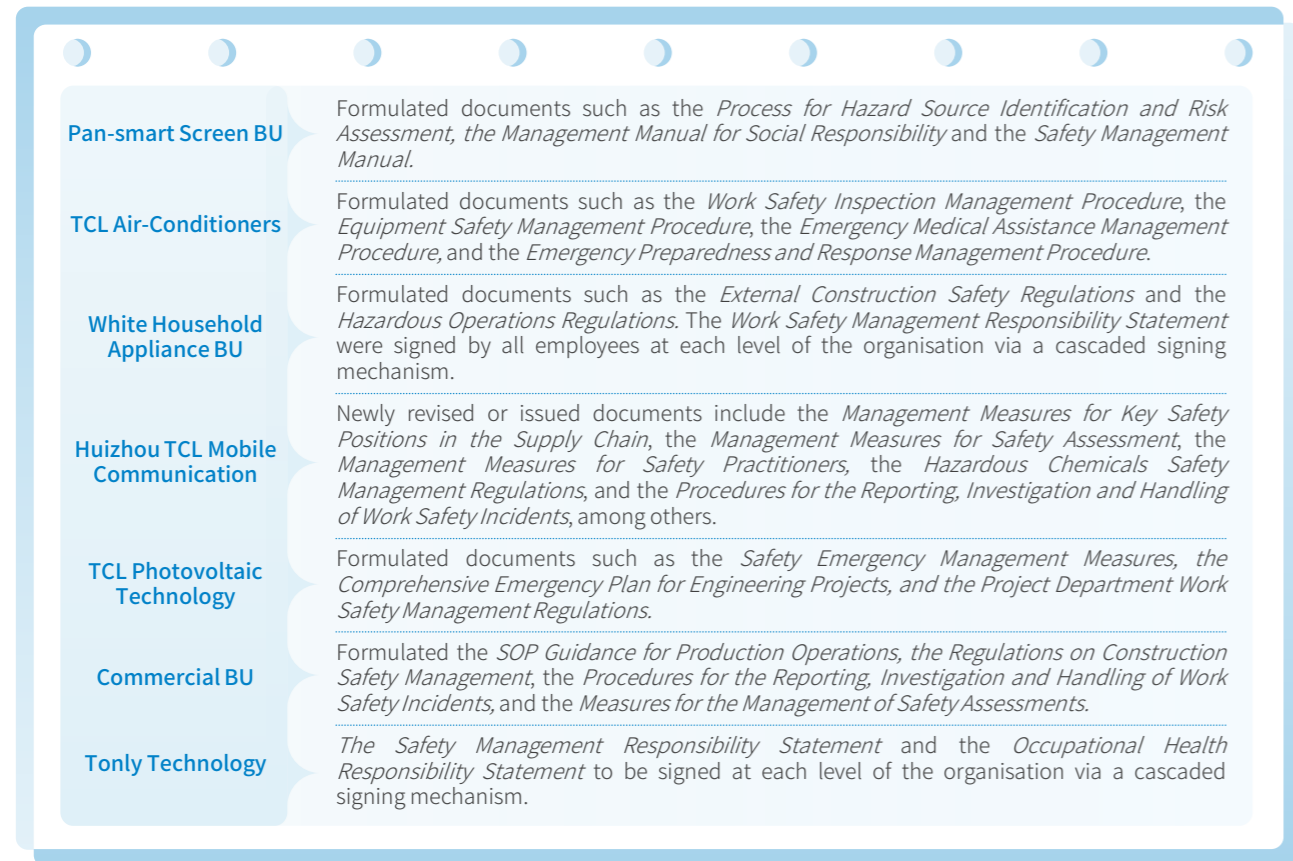 Pan-smart Screen BU
Formulated documents such as the Process for Hazard Source Identification and Risk
Assessment, the Management Manual for Social Responsibility and the Safety Management
Manual.
TCL Air-Conditioners
Formulated documents such as the Work Safety Inspection Management Procedure, the
Equipment Safety Management Procedure, the Emergency Medical Assistance Management
Procedure, and the Emergency Preparedness and Response Management Procedure.
White Household
Appliance BU
Formulated documents such as the External Construction Safety Regulations and the
Hazardous Operations Regulations. The Work Safety Management Responsibility Statement
were signed by all employees at each level of the organisation via a cascaded signing
mechanism.
Huizhou TCL Mobile
Communication
Newly revised or issued documents include the Management Measures for Key Safety
Positions in the Supply Chain, the Management Measures for Safety Assessment, the
Management Measures for Safety Practitioners, the Hazardous Chemicals Safety
Management Regulations, and the Procedures for the Reporting, Investigation and Handling
of Work Safety Incidents, among others.
TCL Photovoltaic
Technology
Formulated documents such as the Safety Emergency Management Measures, the
Comprehensive Emergency Plan for Engineering Projects, and the Project Department Work
Safety Management Regulations.
Commercial BU
Formulated the SOP Guidance for Production Operations, the Regulations on Construction
Safety Management, the Procedures for the Reporting, Investigation and Handling of Work
Safety Incidents, and the Measures for the Management of Safety Assessments.
Tonly Technology
The Safety Management Responsibility Statement and the Occupational Health
Responsibility Statement to be signed at each level of the organisation via a cascaded
signing mechanism.